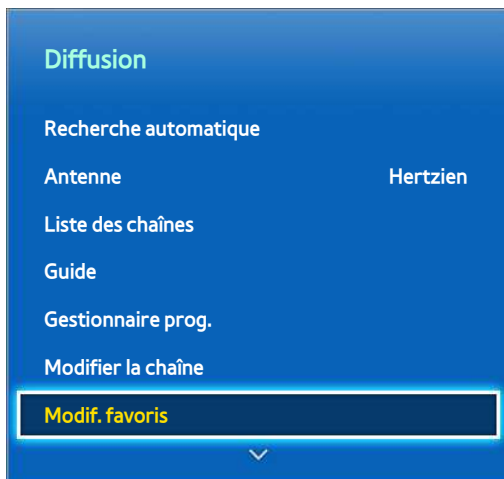 Diffusion
Recherche automatique
Antenne Hertzien
Liste des chaînes
Guide
Gestionnaire prog.
Modifier la chaîne
Modif. favoris